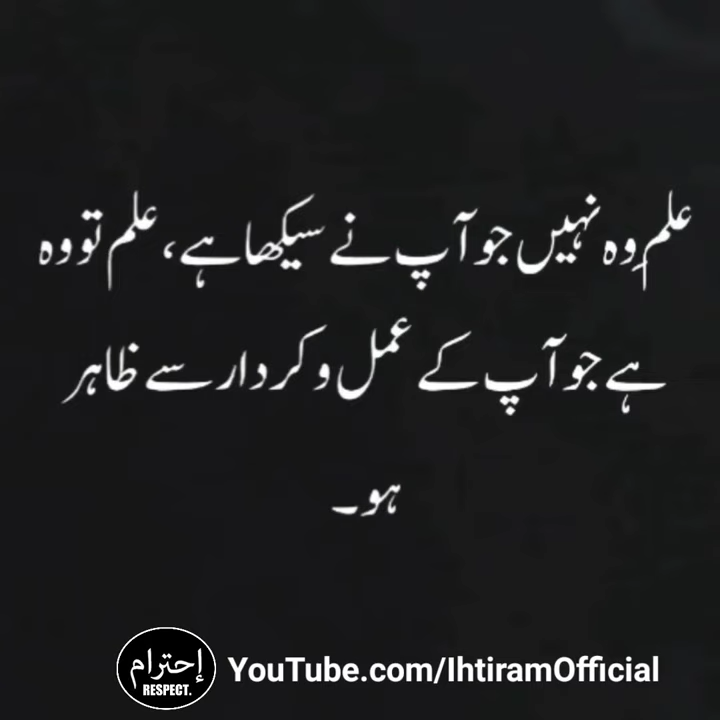 علم وہ نہیں جو آپ نے سیکھا ہے، علم تو وہ
ہے جو آپ کے عمل و کردار سے ظاہر
ہو۔
إحترام
RESPECT.
YouTube.com/IhtiramOfficial